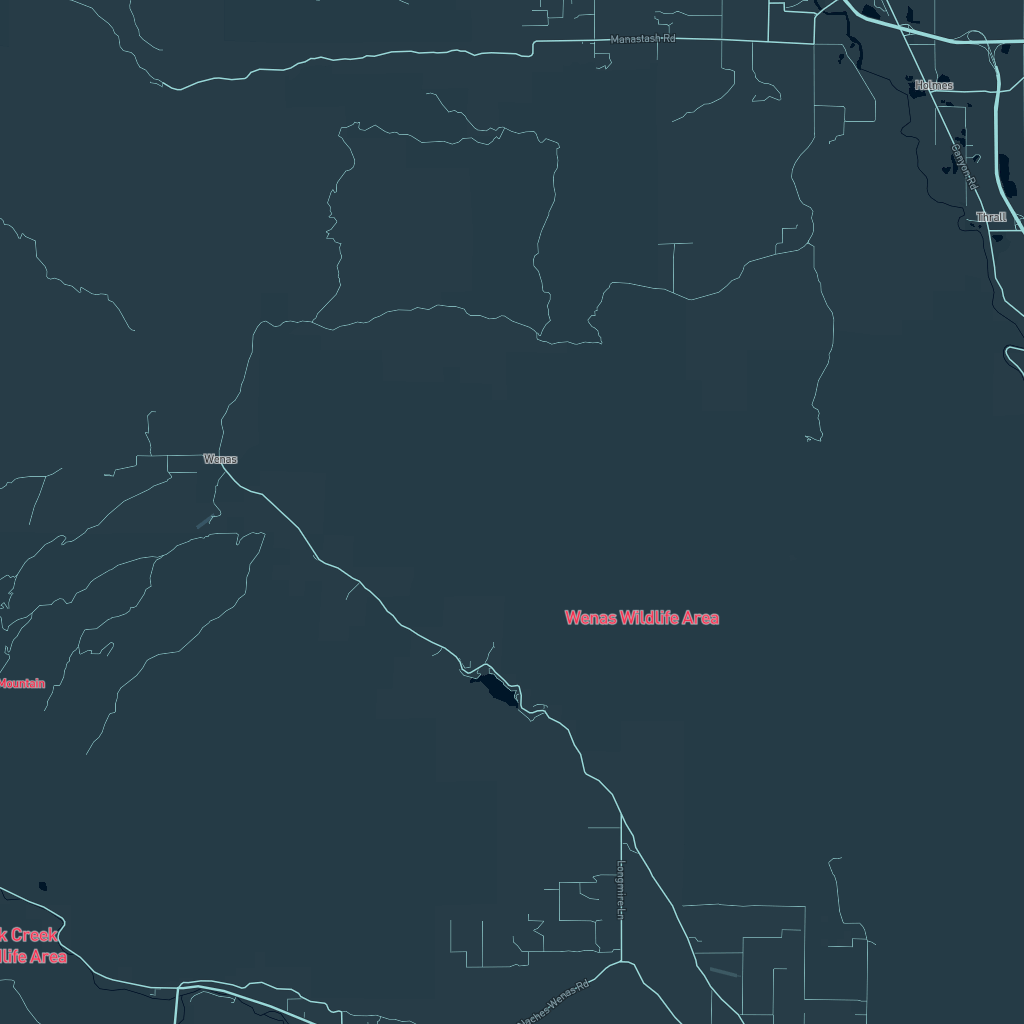 Manastash Rd
Holmes
Canyon Rd
Thrall
Wenas
Wenas Wildlife Area
Mountain
Longmire Ln
k Creek
dlife Area
Naches-Wenas Rd